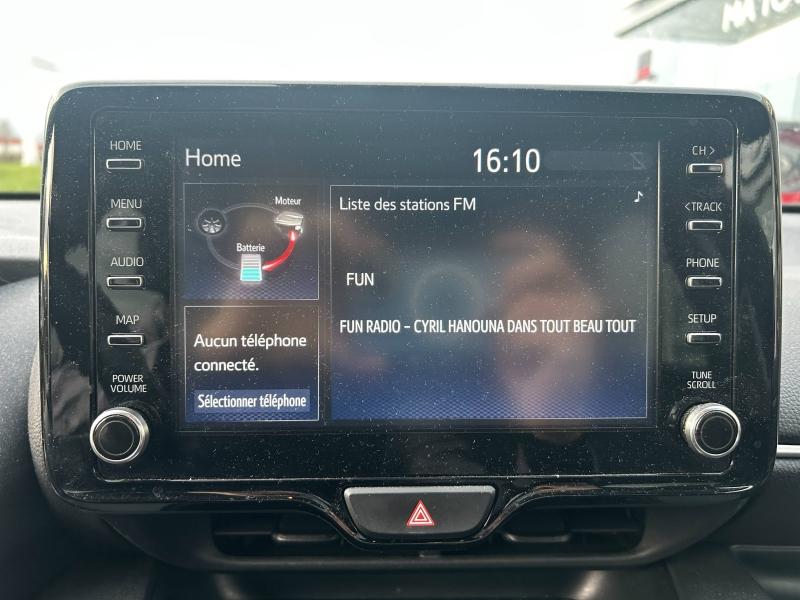 HOME
MENU
AUDIO
MAP
POWER
VOLUME
Home
16:10
Moteur
Batterie
Liste des stations FM
FUN
FUN RADIO – CYRIL HANOUNA DANS TOUT BEAU TOUT
Aucun téléphone
connecté.
Sélectionner téléphone
CH >
< TRACK
PHONE
SETUP
TUNE
SCROLL